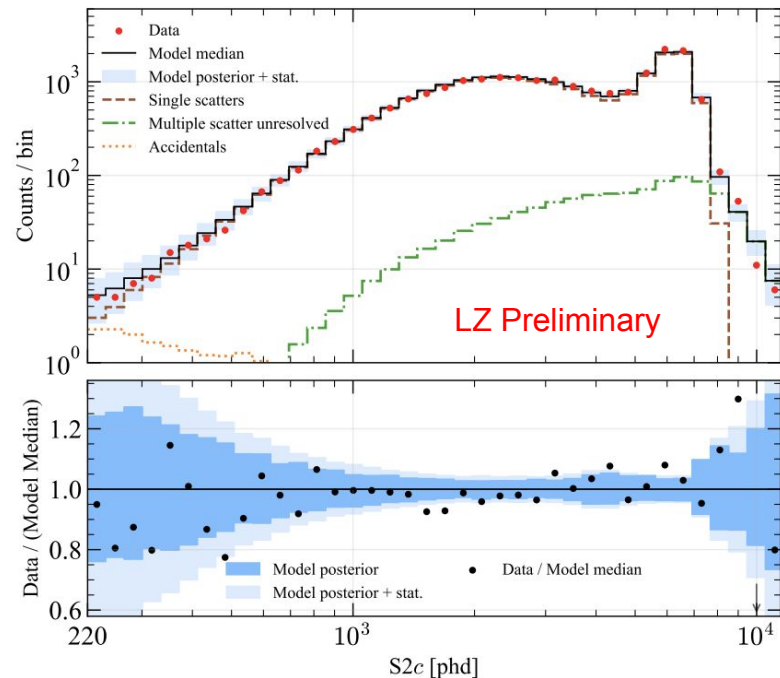 Data
Model median
Model posterior + stat.
Single scatters
Multiple scatter unresolved
Accidentals
Counts / bin
10³
10²
10¹
10⁰
LZ Preliminary
Data / (Model Median)
1.2
1.0
0.8
0.6
Model posterior
Model posterior + stat.
Data / Model median
220
10³
10⁴
S2c [phd]